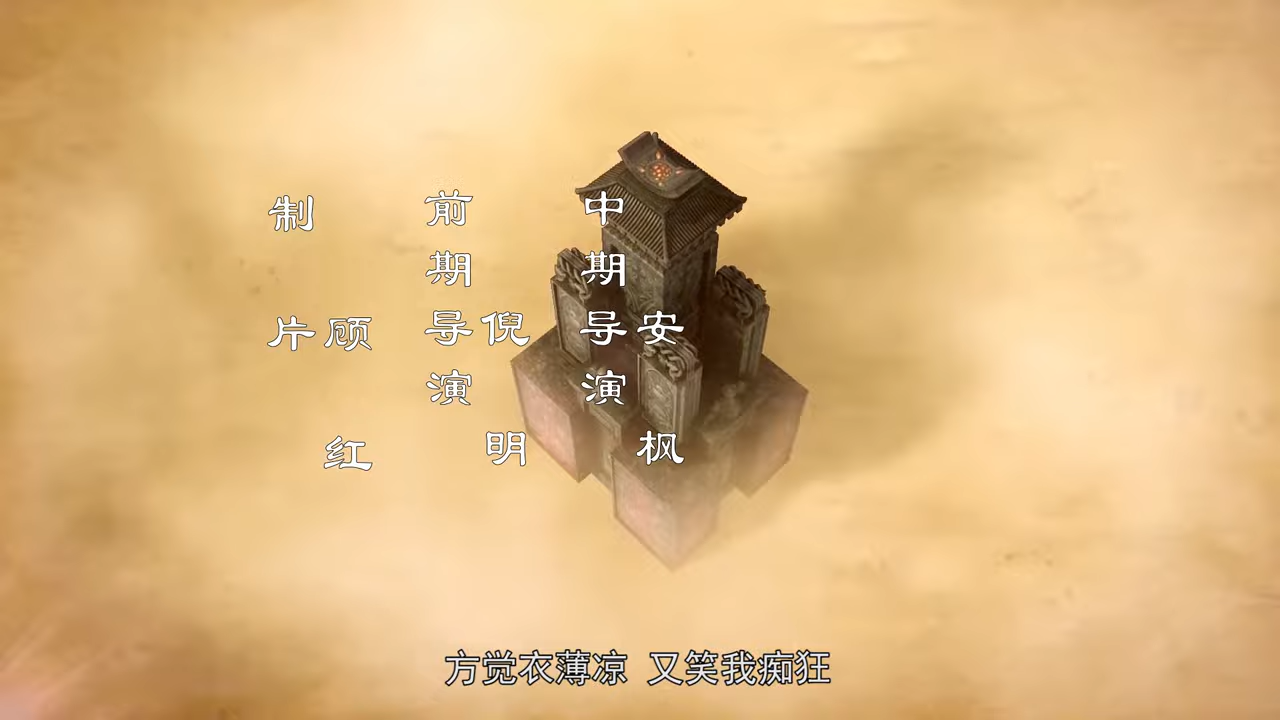 中期导演
安枫
前期导演
倪明
制片
顾红
方觉衣薄凉 又笑我痴狂